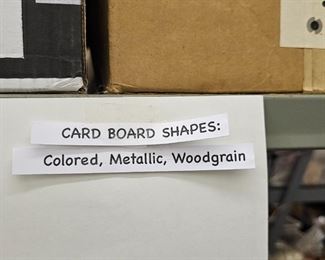 CARD BOARD SHAPES:
Colored, Metallic, Woodgrain